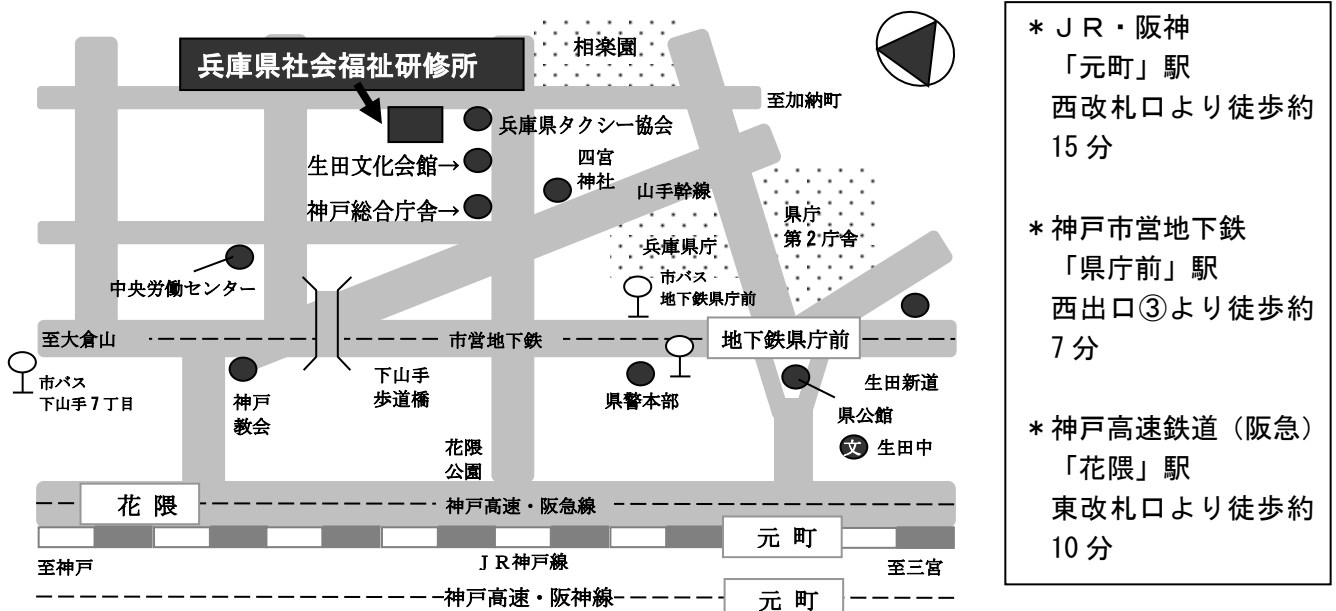 相楽園
兵庫県社会福祉研修所
至加納町
兵庫県タクシー協会
生田文化会館→
四宮
神社
山手幹線
神戸総合庁舎→
県庁
第2庁舎
兵庫県庁
中央労働センター
市バス
地下鉄県庁前
至大倉山
市営地下鉄
地下鉄県庁前
市バス
下山手7丁目
神戸
教会
下山手
歩道橋
県警本部
生田新道
県公館
文 生田中
花隈
公園
花 隈
神戸高速・阪急線
元 町
至神戸
JR神戸線
至三宮
神戸高速・阪神線
元 町
*JR・阪神
「元町」駅
西改札口より徒歩約
15分
*神戸市営地下鉄
「県庁前」駅
西出口③より徒歩約
7分
*神戸高速鉄道(阪急)
「花隈」駅
東改札口より徒歩約
10分